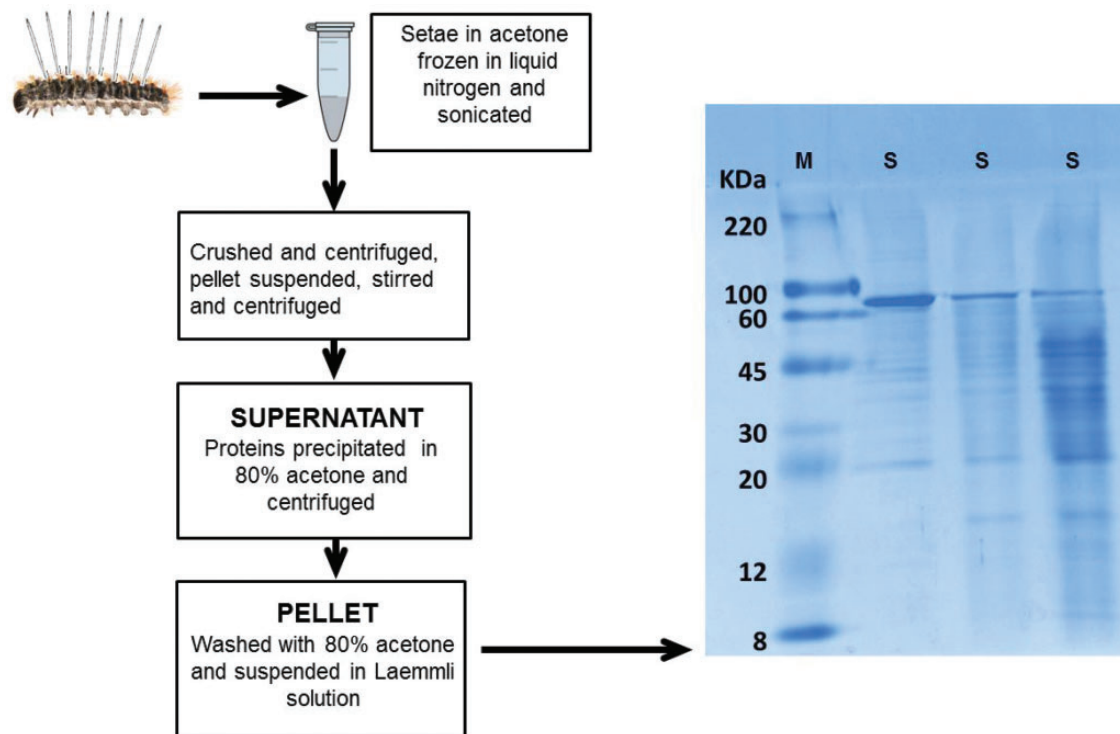 Setae in acetone
frozen in liquid
nitrogen and
sonicated
Crushed and centrifuged,
pellet suspended, stirred
and centrifuged
SUPERNATANT
Proteins precipitated in
80% acetone and
centrifuged
PELLET
Washed with 80% acetone
and suspended in Laemmli
solution
M S S S
KDa
220
100
60
45
30
20
12
8